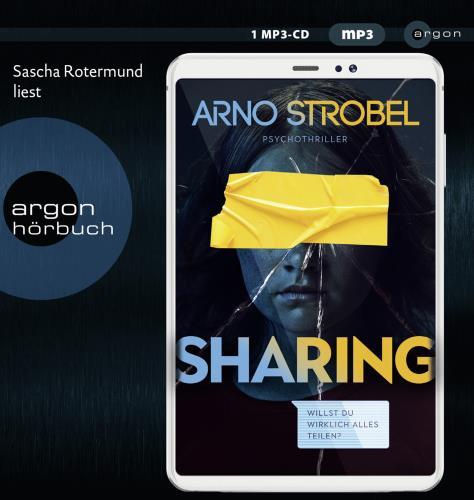 1 MP3-CD
mp3
argon
Sascha Rotermund
liest
argon
hörbuch
ARNO STROBEL
PSYCHOTHRILLER
SHARING
WILLST DU
WIRKLICH ALLES
TEILEN?